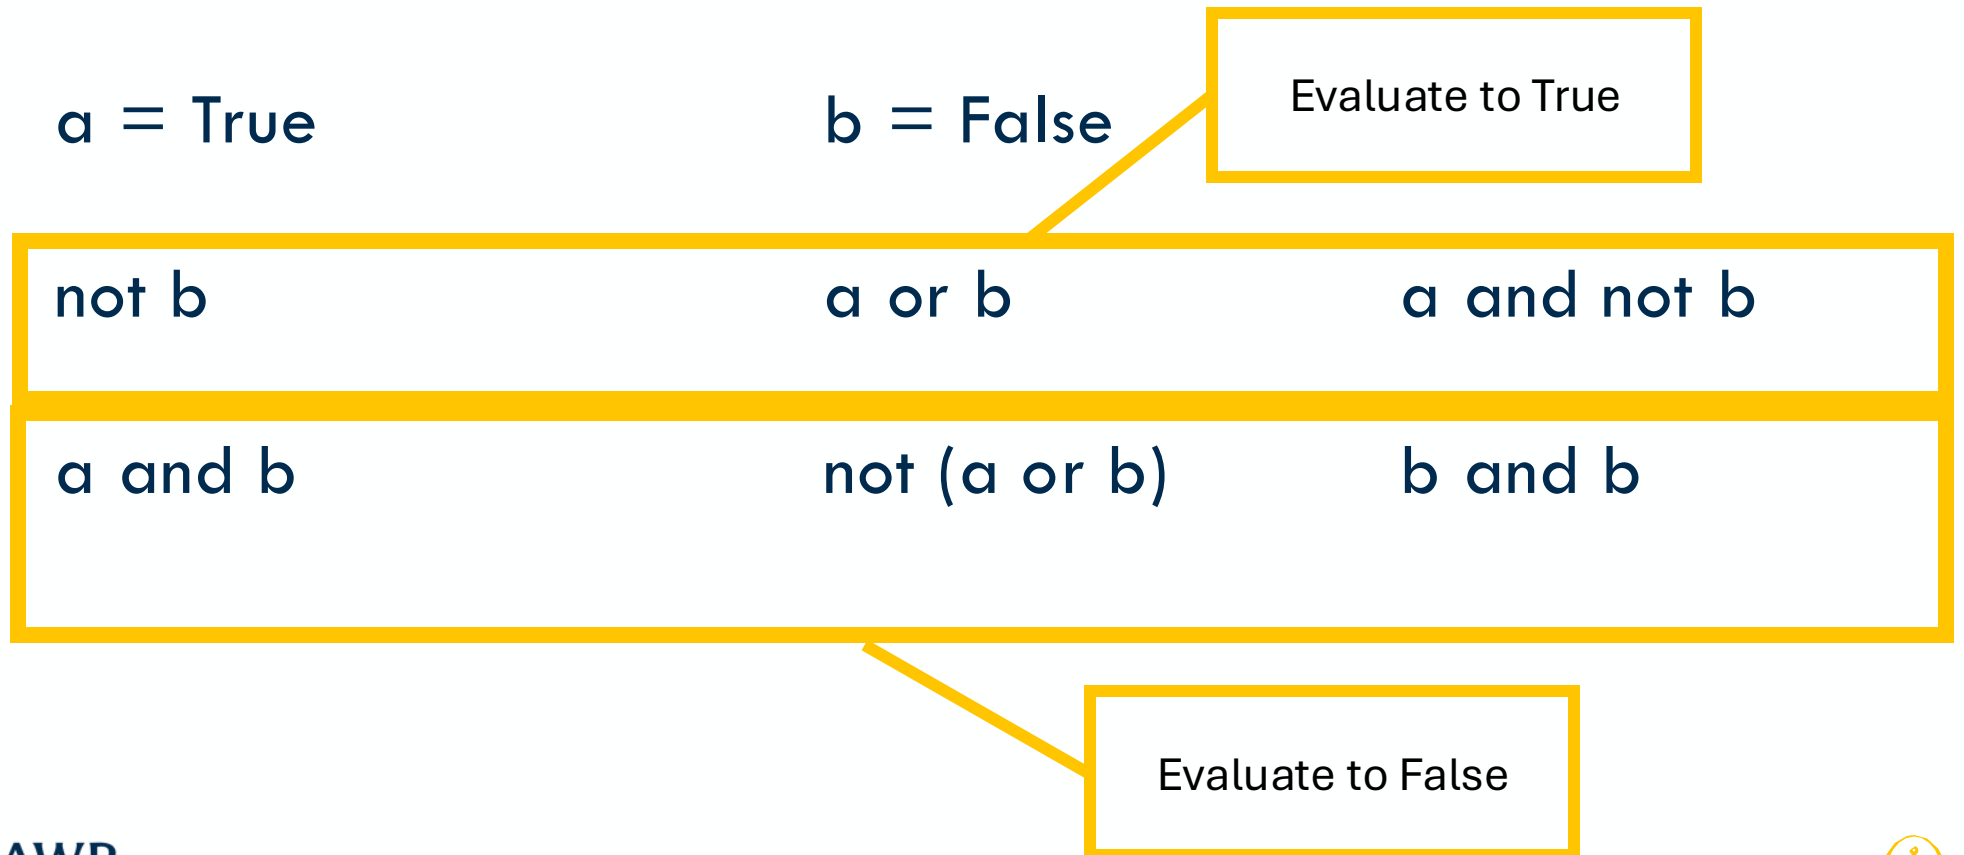 a = True
b = False
Evaluate to True
not b
a or b
a and not b
a and b
not (a or b)
b and b
Evaluate to False